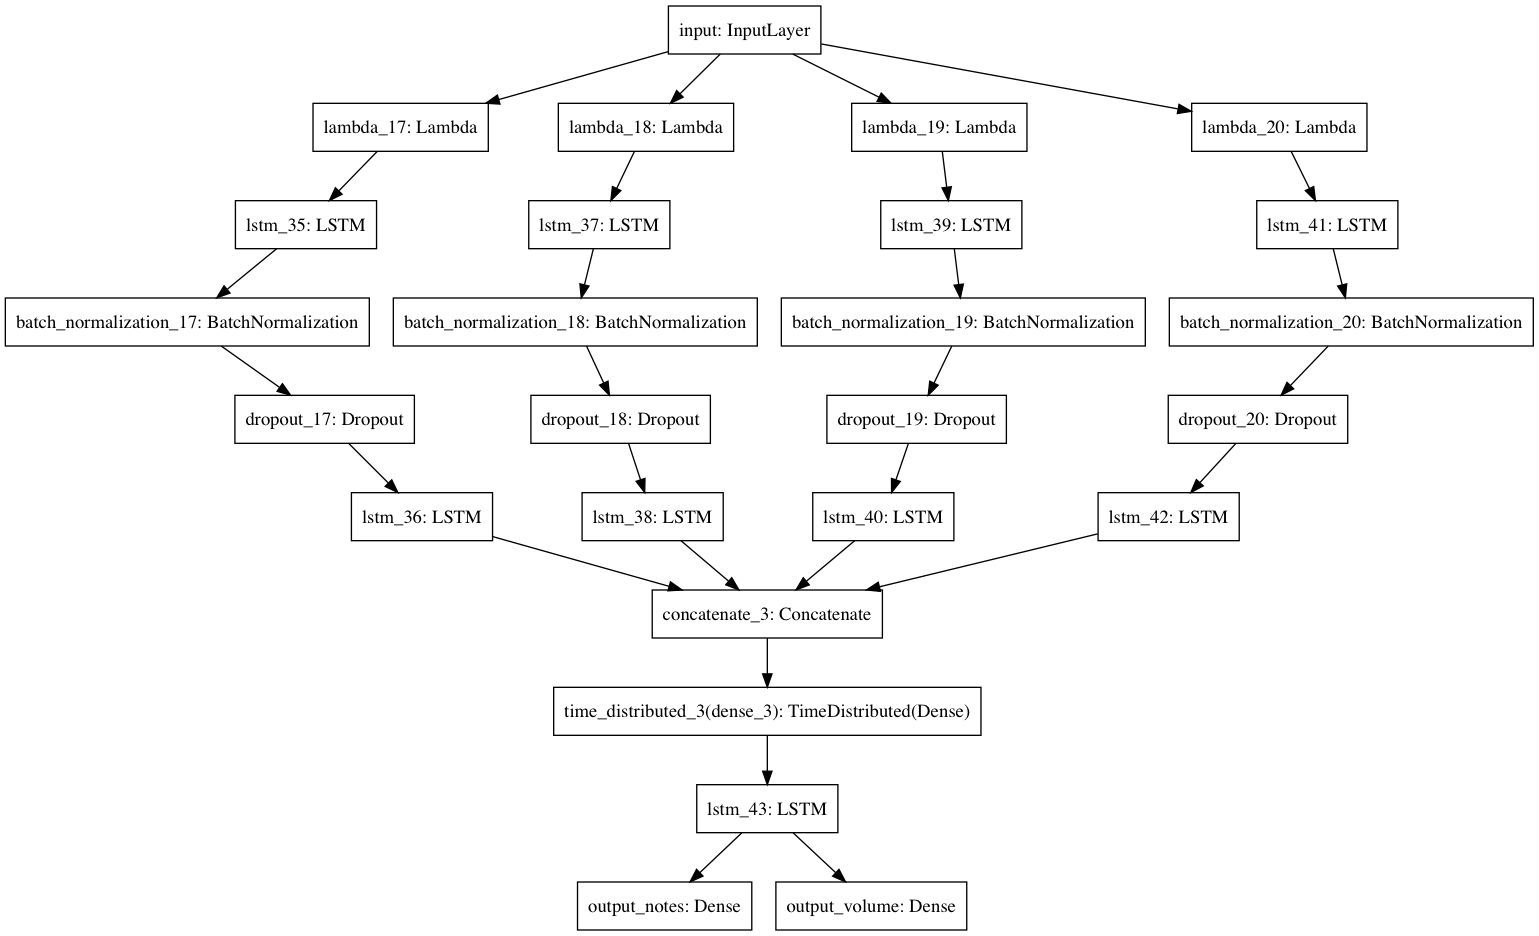 input: InputLayer
lambda_17: Lambda
lambda_18: Lambda
lambda_19: Lambda
lambda_20: Lambda
lstm_35: LSTM
lstm_37: LSTM
lstm_39: LSTM
lstm_41: LSTM
batch_normalization_17: BatchNormalization
batch_normalization_18: BatchNormalization
batch_normalization_19: BatchNormalization
batch_normalization_20: BatchNormalization
dropout_17: Dropout
dropout_18: Dropout
dropout_19: Dropout
dropout_20: Dropout
lstm_36: LSTM
lstm_38: LSTM
lstm_40: LSTM
lstm_42: LSTM
concatenate_3: Concatenate
time_distributed_3(dense_3): TimeDistributed(Dense)
lstm_43: LSTM
output_notes: Dense
output_volume: Dense